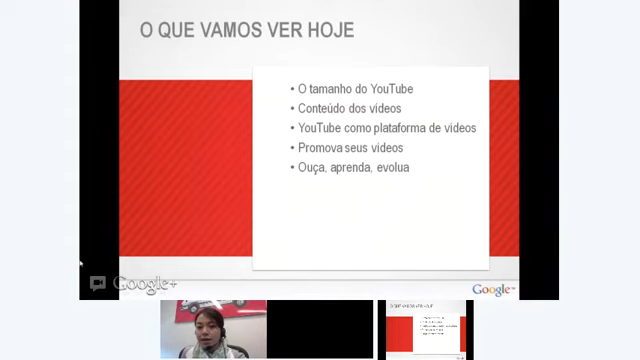 O QUE VAMOS VER HOJE
• O tamanho do YouTube
• Conteúdo dos vídeos
• YouTube como plataforma de vídeos
• Promova seus vídeos
• Ouça, aprenda, evolua
Google+
Google™